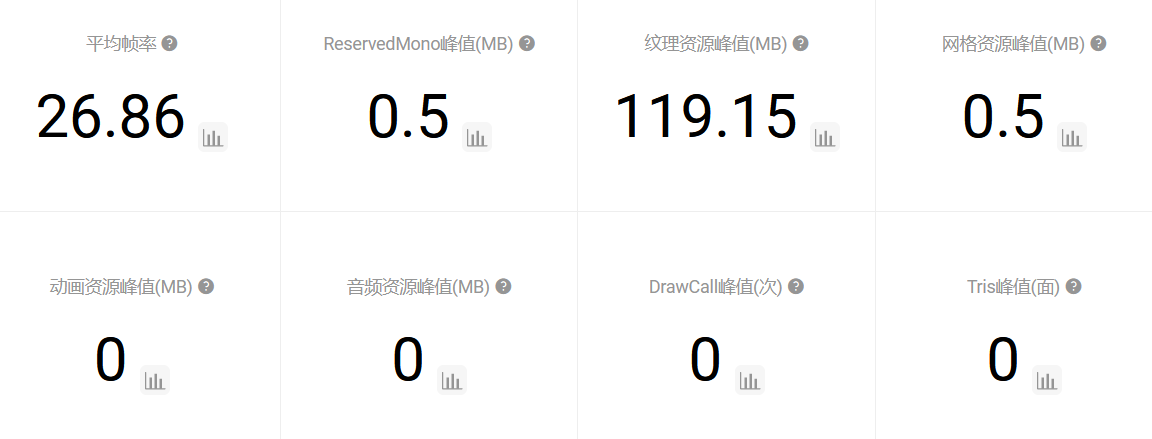 平均帧率 ?
ReservedMono峰值(MB) ?
纹理资源峰值(MB) ?
网格资源峰值(MB) ?
26.86
0.5
119.15
0.5
动画资源峰值(MB) ?
音频资源峰值(MB) ?
DrawCall峰值(次) ?
Tris峰值(面) ?
0
0
0
0